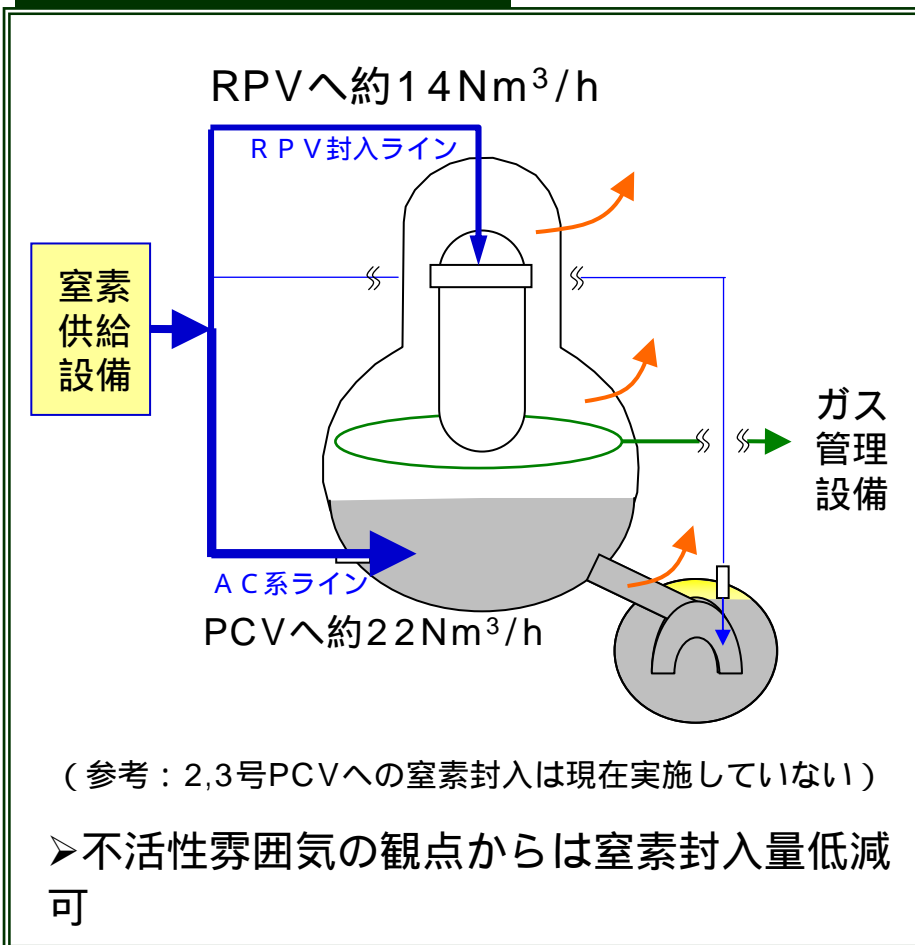 RPVへ約14Nm³/h
RPV封入ライン
窒素
供給
設備
ガス
管理
設備
AC系ライン
PCVへ約22Nm³/h
(参考:2,3号PCVへの窒素封入は現在実施していない)
➢不活性雰囲気の観点からは窒素封入量低減
可